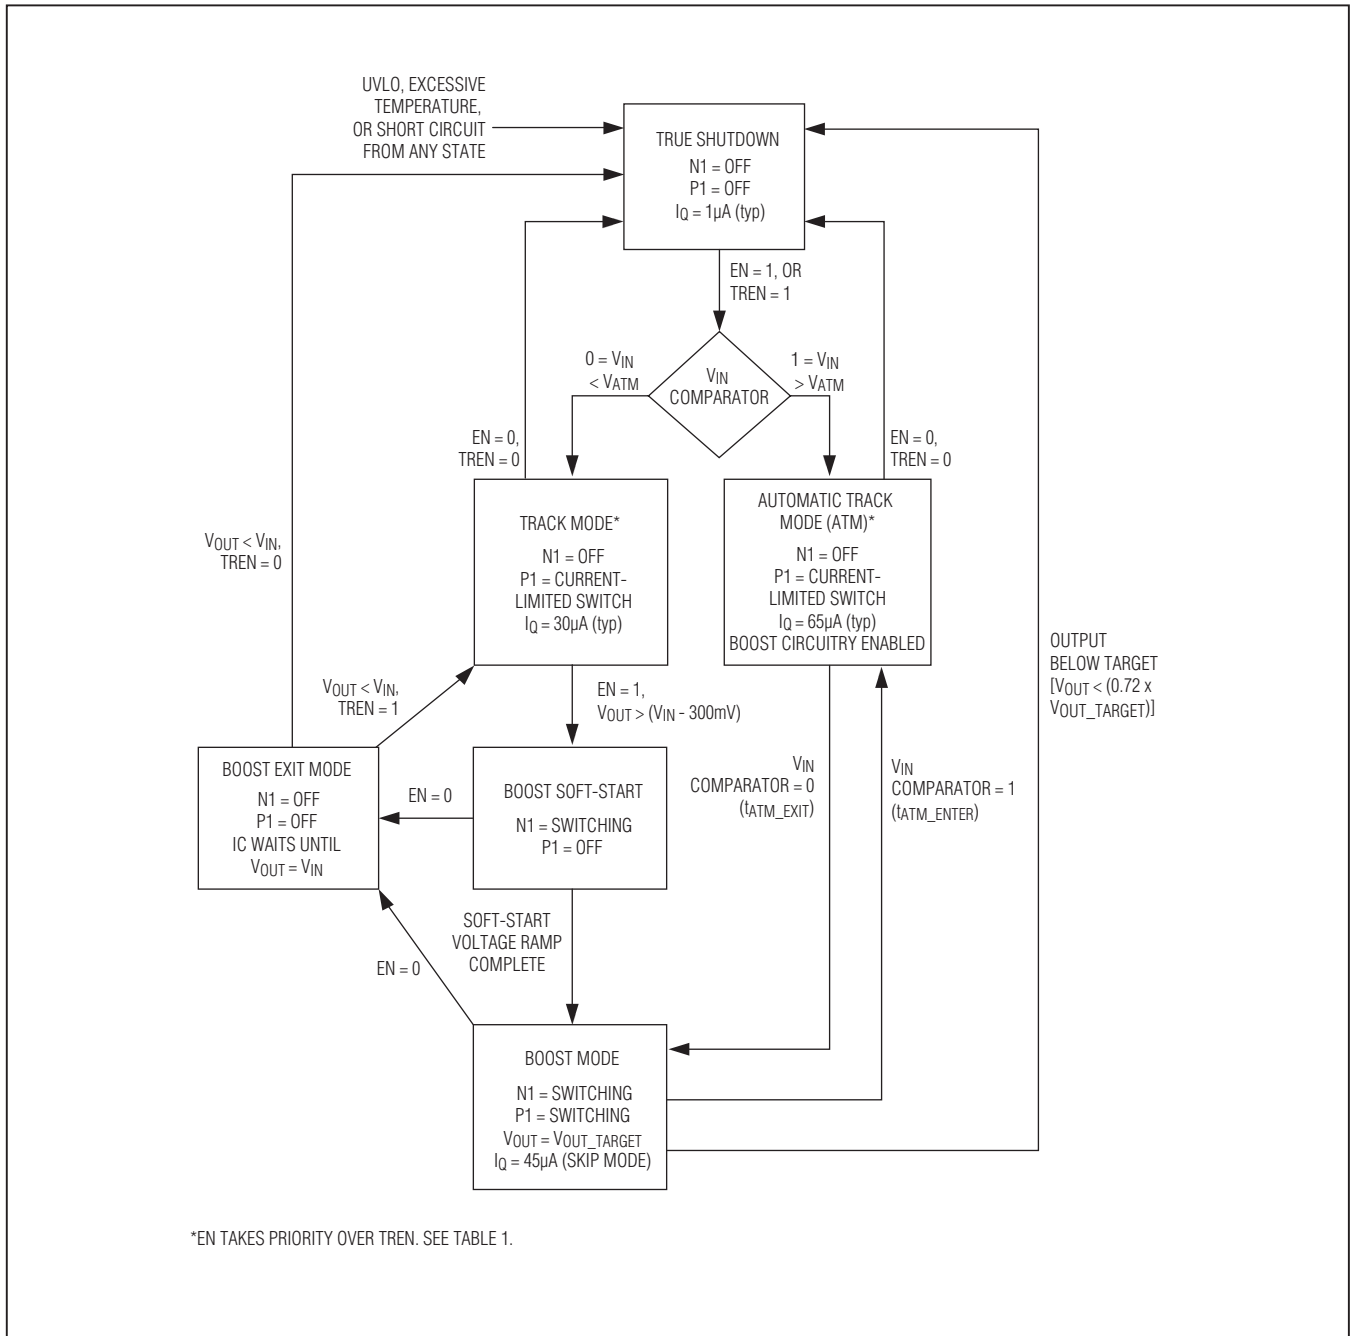 UVLO, EXCESSIVE
TEMPERATURE,
OR SHORT CIRCUIT
FROM ANY STATE
TRUE SHUTDOWN
N1 = OFF
P1 = OFF
IQ = 1µA (typ)
EN = 1, OR
TREN = 1
0 = VIN
< VATM
VIN
COMPARATOR
1 = VIN
> VATM
EN = 0,
TREN = 0
EN = 0,
TREN = 0
TRACK MODE*
N1 = OFF
P1 = CURRENT-
LIMITED SWITCH
IQ = 30µA (typ)
AUTOMATIC TRACK
MODE (ATM)*
N1 = OFF
P1 = CURRENT-
LIMITED SWITCH
IQ = 65µA (typ)
BOOST CIRCUITRY ENABLED
VOUT < VIN,
TREN = 0
OUTPUT
BELOW TARGET
[VOUT < (0.72 x
VOUT_TARGET)]
VOUT < VIN,
TREN = 1
EN = 1,
VOUT > (VIN - 300mV)
BOOST EXIT MODE
N1 = OFF
P1 = OFF
IC WAITS UNTIL
VOUT = VIN
EN = 0
BOOST SOFT-START
N1 = SWITCHING
P1 = OFF
VIN
COMPARATOR = 0
(tATM_EXIT)
VIN
COMPARATOR = 1
(tATM_ENTER)
SOFT-START
VOLTAGE RAMP
COMPLETE
EN = 0
BOOST MODE
N1 = SWITCHING
P1 = SWITCHING
VOUT = VOUT_TARGET
IQ = 45µA (SKIP MODE)
*EN TAKES PRIORITY OVER TREN. SEE TABLE 1.